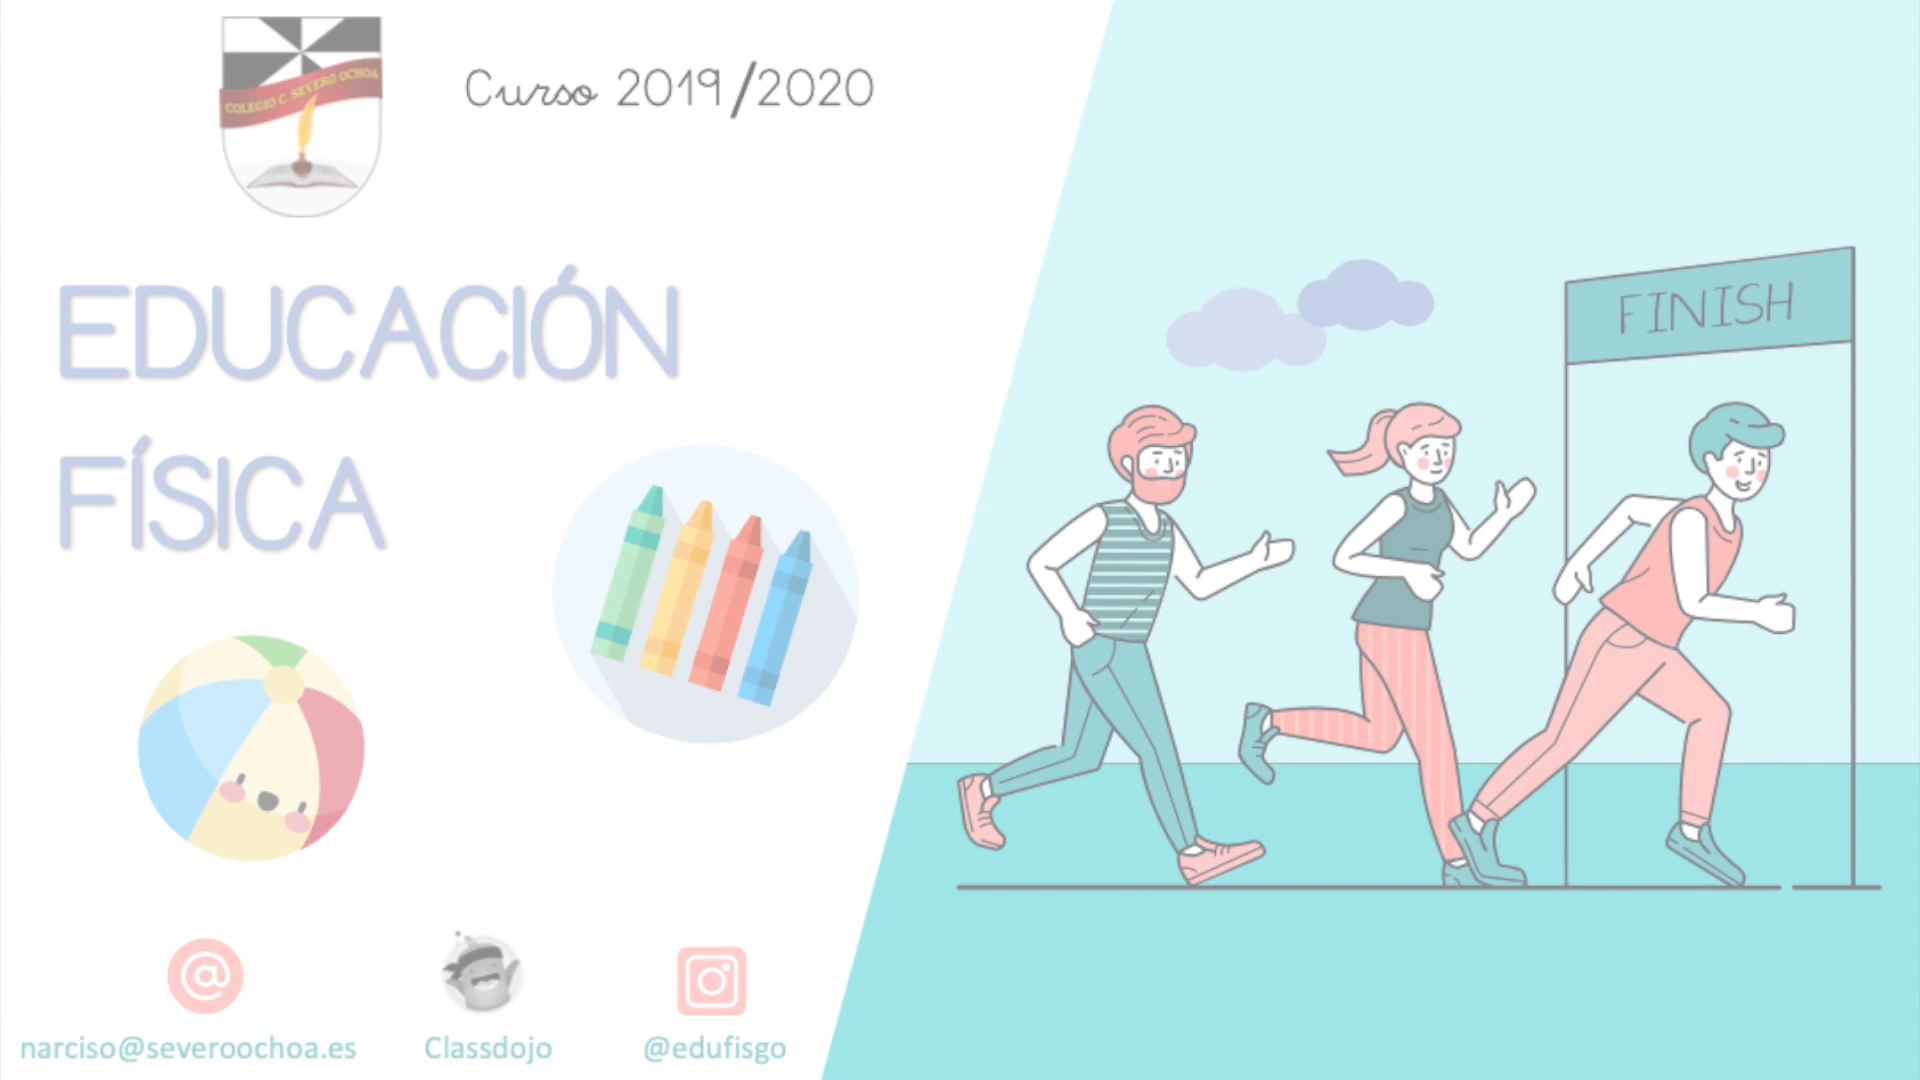 COLEGIO C. SEVERO OCHOA
Curso 2019/2020
EDUCACIÓN
FÍSICA
FINISH
narciso@severoochoa.es
Classdojo
@edufisgo